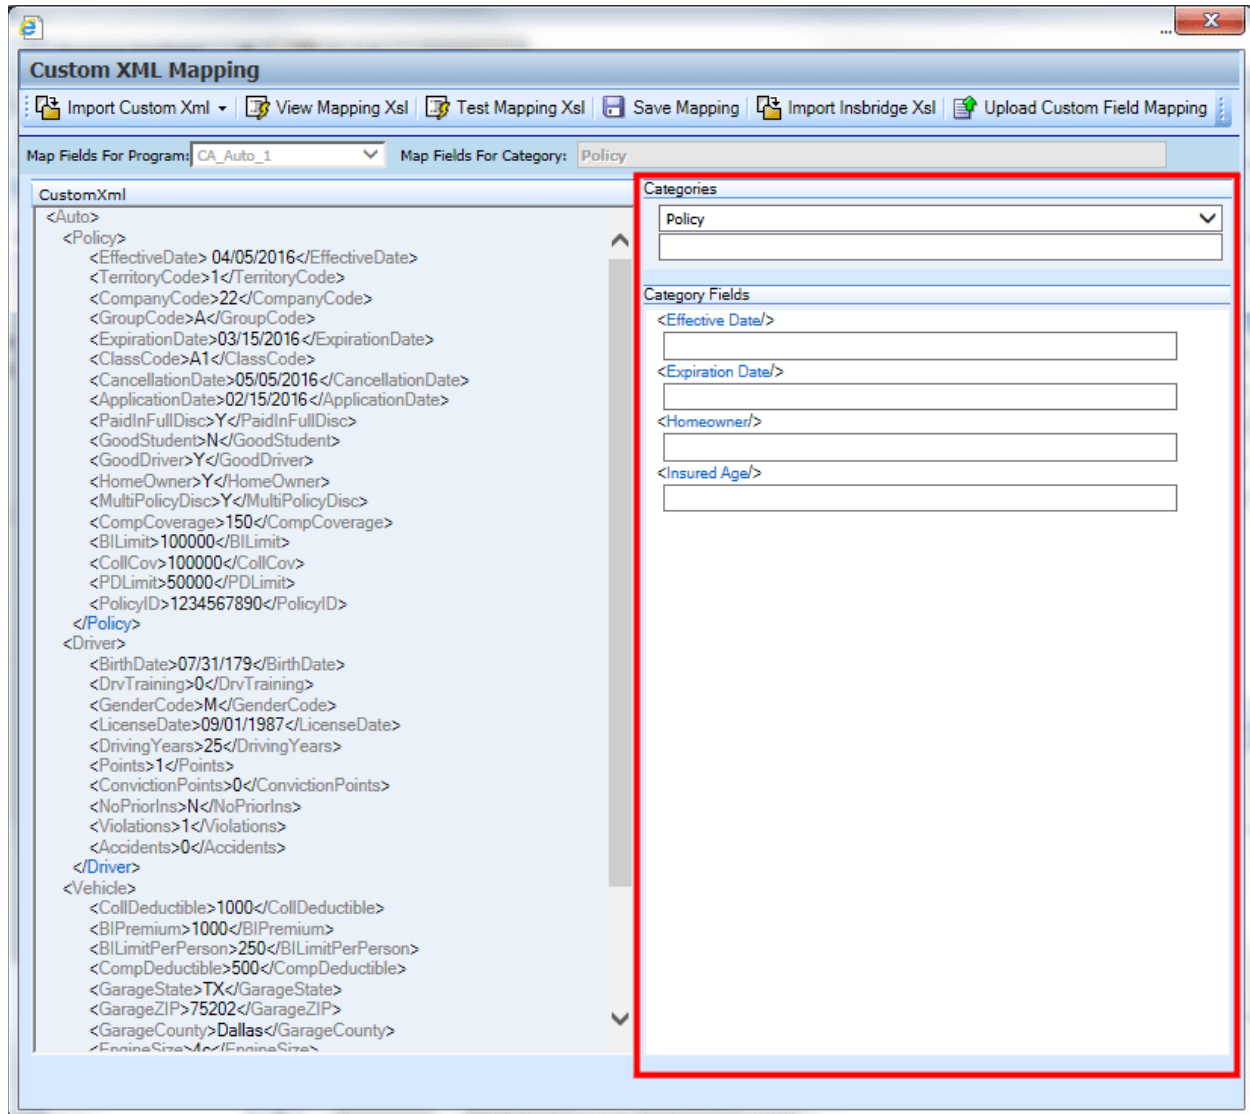 ...
Custom XML Mapping
Import Custom Xml View Mapping Xsl Test Mapping Xsl Save Mapping Import Insbridge Xsl Upload Custom Field Mapping
Map Fields For Program: CA_Auto_1 Map Fields For Category: Policy
CustomXml
<Auto>
<Policy>
<EffectiveDate> 04/05/2016</EffectiveDate>
<TerritoryCode>1</TerritoryCode>
<CompanyCode>22</CompanyCode>
<GroupCode>A</GroupCode>
<ExpirationDate>03/15/2016</ExpirationDate>
<ClassCode>A1</ClassCode>
<CancellationDate>05/05/2016</CancellationDate>
<ApplicationDate>02/15/2016</ApplicationDate>
<PaidInFullDisc>Y</PaidInFullDisc>
<GoodStudent>N</GoodStudent>
<GoodDriver>Y</GoodDriver>
<HomeOwner>Y</HomeOwner>
<MultiPolicyDisc>Y</MultiPolicyDisc>
<CompCoverage>150</CompCoverage>
<BILimit>100000</BILimit>
<CollCov>100000</CollCov>
<PDLimit>50000</PDLimit>
<PolicyID>1234567890</PolicyID>
</Policy>
<Driver>
<BirthDate>07/31/179</BirthDate>
<DrvTraining>0</DrvTraining>
<GenderCode>M</GenderCode>
<LicenseDate>09/01/1987</LicenseDate>
<DrivingYears>25</DrivingYears>
<Points>1</Points>
<ConvictionPoints>0</ConvictionPoints>
<NoPriorIns>N</NoPriorIns>
<Violations>1</Violations>
<Accidents>0</Accidents>
</Driver>
<Vehicle>
<CollDeductible>1000</CollDeductible>
<BIPremium>1000</BIPremium>
<BILimitPerPerson>250</BILimitPerPerson>
<CompDeductible>500</CompDeductible>
<GarageState>TX</GarageState>
<GarageZIP>75202</GarageZIP>
<GarageCounty>Dallas</GarageCounty>
<EngineSize>4c</EngineSize>
Categories
Policy
Category Fields
<Effective Date/>
<Expiration Date/>
<Homeowner/>
<Insured Age/>